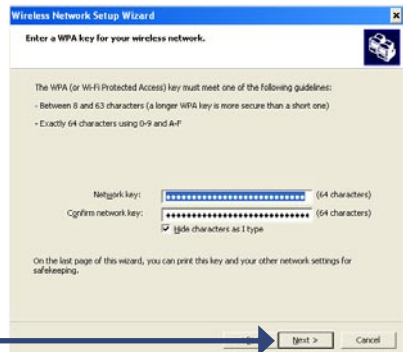 Wireless Network Setup Wizard
Enter a WPA key for your wireless network.
The WPA (or Wi-Fi Protected Access) key must meet one of the following guidelines:
- Between 8 and 63 characters (a longer WPA key is more secure than a short one)
- Exactly 64 characters using 0-9 and A-F
Network key: (64 characters)
Confirm network key: (64 characters)
Hide characters as I type
On the last page of this wizard, you can print this key and your other network settings for
safekeeping.
Next > Cancel